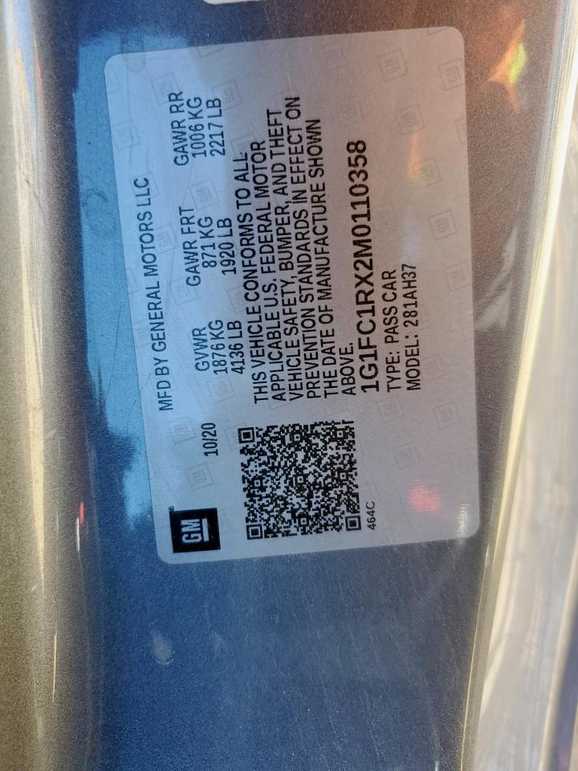 MFD BY GENERAL MOTORS LLC
GM
10/20
GVWR GAWR FRT GAWR RR
1876 KG 871 KG 1006 KG
4136 LB 1920 LB 2217 LB
THIS VEHICLE CONFORMS TO ALL
APPLICABLE U.S. FEDERAL MOTOR
VEHICLE SAFETY, BUMPER, AND THEFT
PREVENTION STANDARDS IN EFFECT ON
THE DATE OF MANUFACTURE SHOWN
ABOVE.
1G1FC1RX2M0110358
TYPE: PASS CAR
MODEL: 281AH37
464C